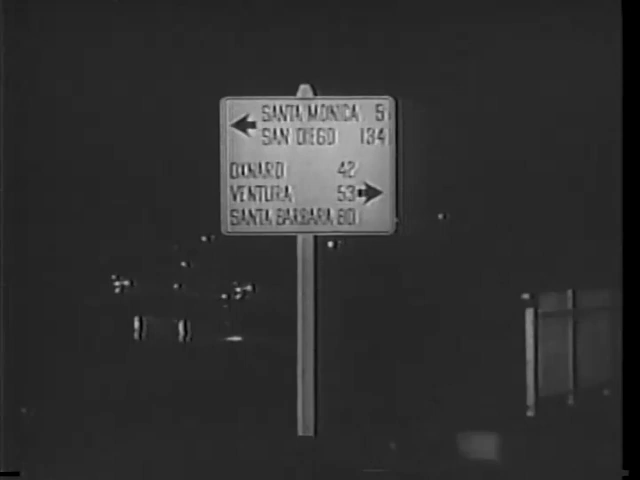 SANTA MONICA 5
SAN DIEGO 134
OXNARD 42
VENTURA 53
SANTA BARBARA 80